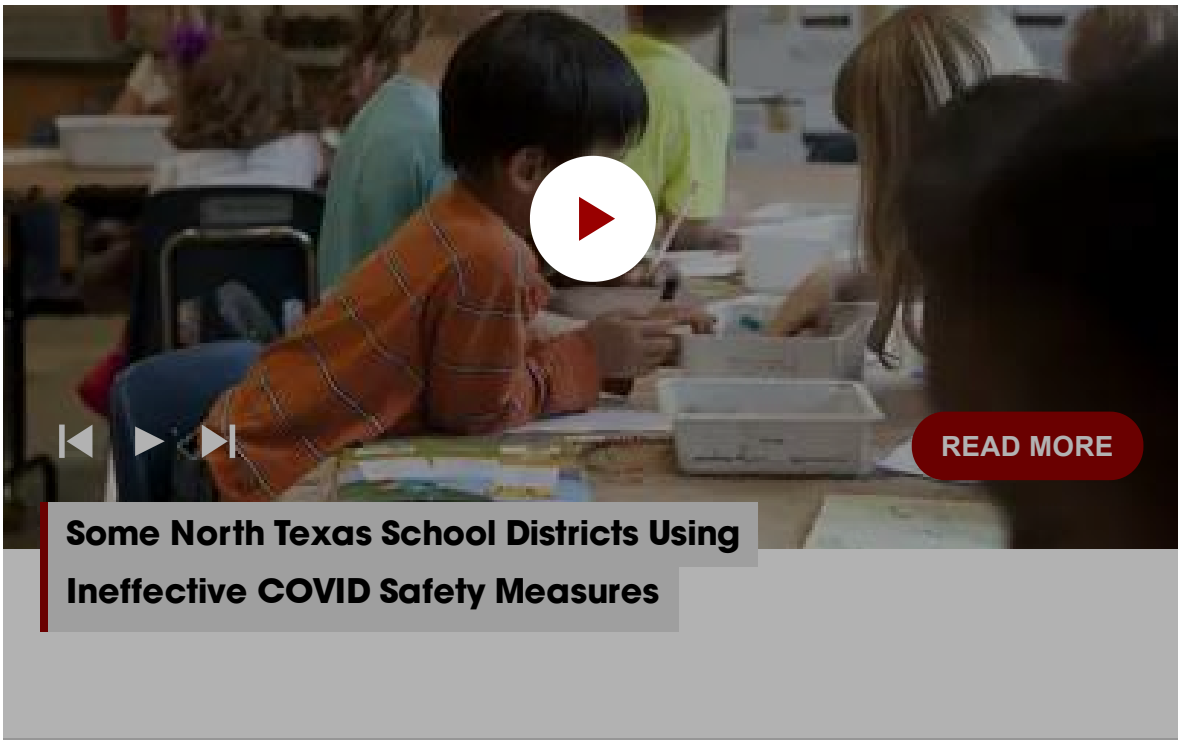 READ MORE
Some North Texas School Districts Using
Ineffective COVID Safety Measures